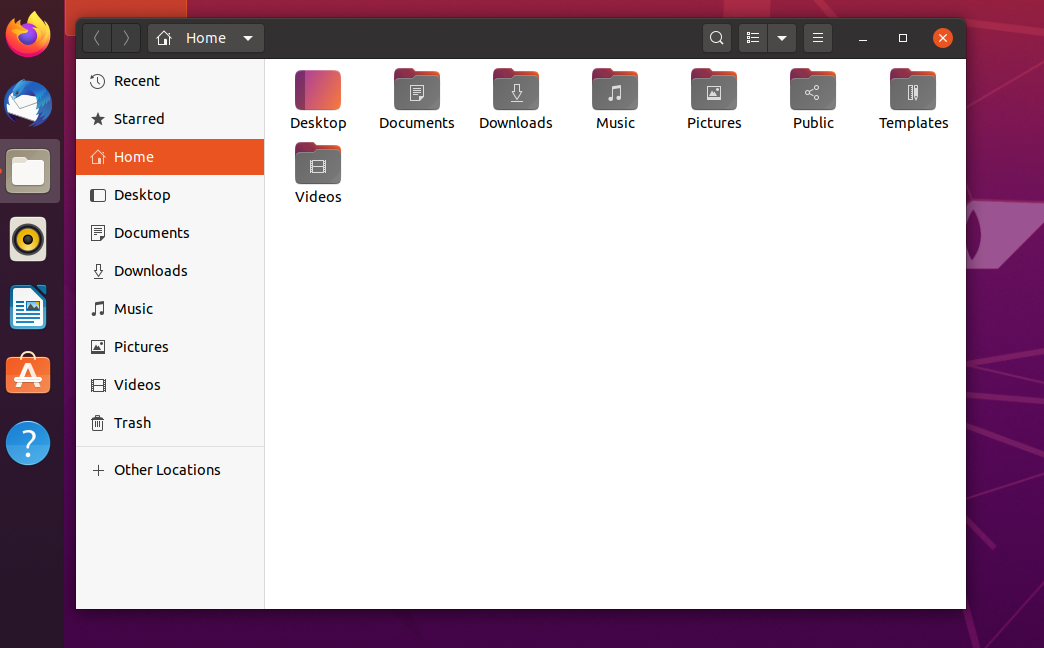 Home
Recent
Starred
Home
Desktop
Documents
Downloads
Music
Pictures
Videos
Trash
Other Locations
Desktop Documents Downloads Music Pictures Public Templates
Videos